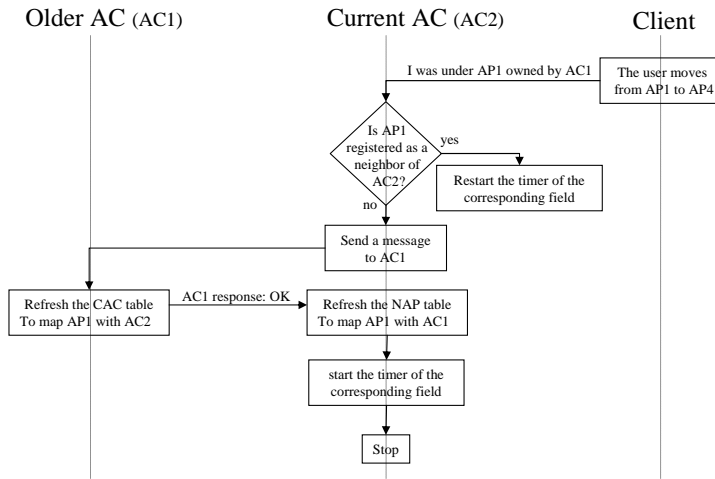 Older AC (AC1)
Current AC (AC2)
Client
I was under AP1 owned by AC1
The user moves
from AP1 to AP4
Is AP1
registered as a
neighbor of
AC2?
yes
Restart the timer of the
corresponding field
no
Send a message
to AC1
Refresh the CAC table
To map AP1 with AC2
AC1 response: OK
Refresh the NAP table
To map AP1 with AC1
start the timer of the
corresponding field
Stop